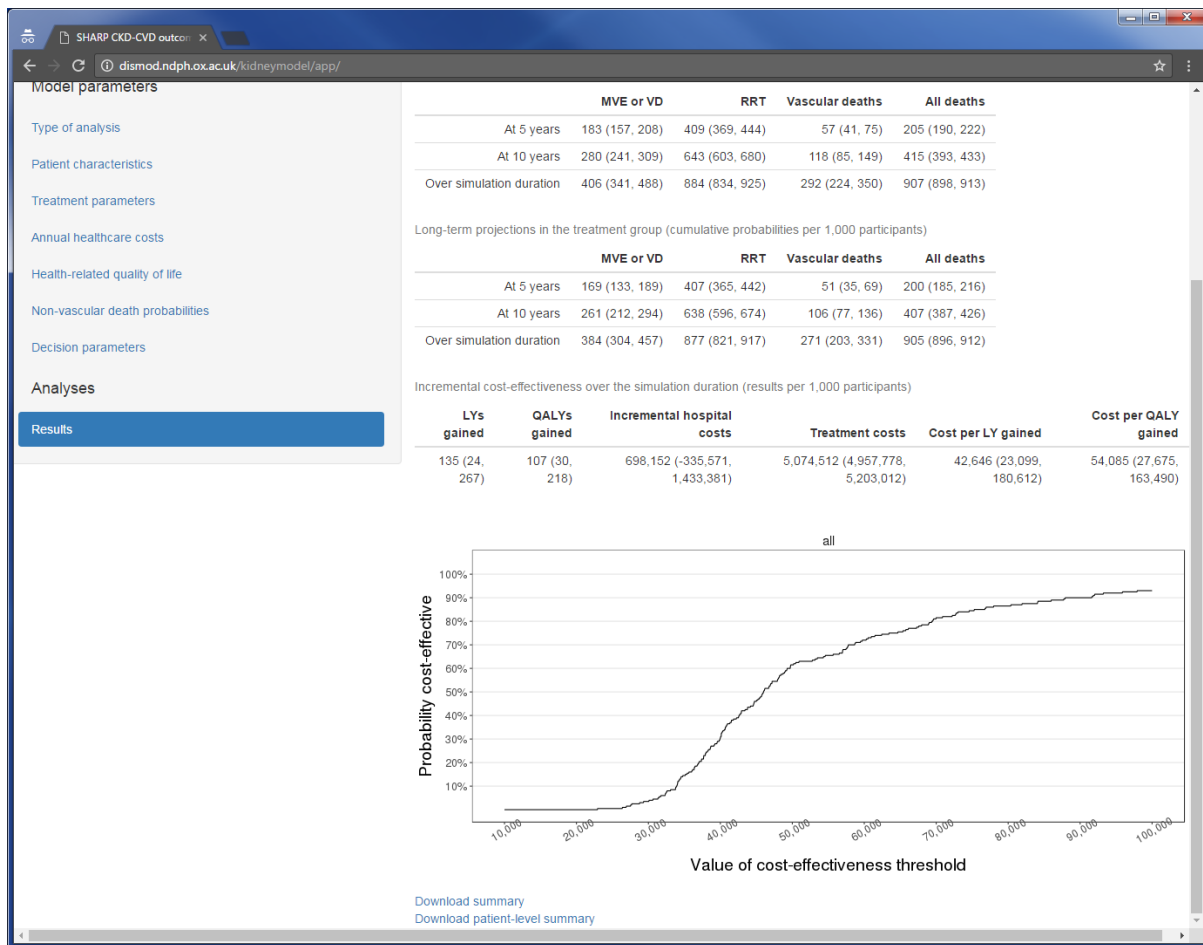 SHARP CKD-CVD outcon
dismod.ndph.ox.ac.uk/kidneymodel/app/
Model parameters
Type of analysis
Patient characteristics
Treatment parameters
Annual healthcare costs
Health-related quality of life
Non-vascular death probabilities
Decision parameters
Analyses
Results
MVE or VD RRT Vascular deaths All deaths
At 5 years 183 (157, 208) 409 (369, 444) 57 (41, 75) 205 (190, 222)
At 10 years 280 (241, 309) 643 (603, 680) 118 (85, 149) 415 (393, 433)
Over simulation duration 406 (341, 488) 884 (834, 925) 292 (224, 350) 907 (898, 913)
Long-term projections in the treatment group (cumulative probabilities per 1,000 participants)
MVE or VD RRT Vascular deaths All deaths
At 5 years 169 (133, 189) 407 (365, 442) 51 (35, 69) 200 (185, 216)
At 10 years 261 (212, 294) 638 (596, 674) 106 (77, 136) 407 (387, 426)
Over simulation duration 384 (304, 457) 877 (821, 917) 271 (203, 331) 905 (896, 912)
Incremental cost-effectiveness over the simulation duration (results per 1,000 participants)
LYs QALYs Incremental hospital Cost per QALY
gained gained costs Treatment costs Cost per LY gained gained
135 (24, 107 (30, 698,152 (-335,571, 5,074,512 (4,957,778, 42,646 (23,099, 54,085 (27,675,
267) 218) 1,433,381) 5,203,012) 180,612) 163,490)
all
Probability cost-effective
100%
90%
80%
70%
60%
50%
40%
30%
20%
10%
10,000 20,000 30,000 40,000 50,000 60,000 70,000 80,000 90,000 100,000
Value of cost-effectiveness threshold
Download summary
Download patient-level summary